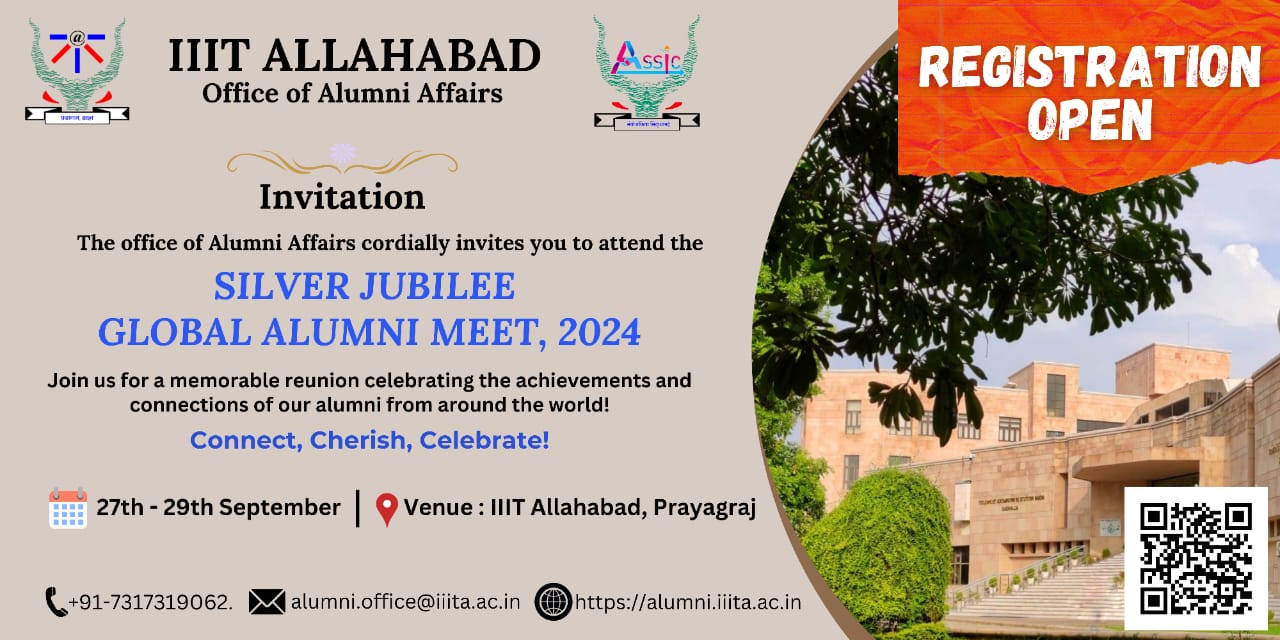 IIIT ALLAHABAD
Office of Alumni Affairs
@
Assic
REGISTRATION
OPEN
Invitation
The office of Alumni Affairs cordially invites you to attend the
SILVER JUBILEE
GLOBAL ALUMNI MEET, 2024
Join us for a memorable reunion celebrating the achievements and
connections of our alumni from around the world!
Connect, Cherish, Celebrate!
27th - 29th September | Venue : IIIT Allahabad, Prayagraj
+91-7317319062.
alumni.office@iiita.ac.in
https://alumni.iiita.ac.in